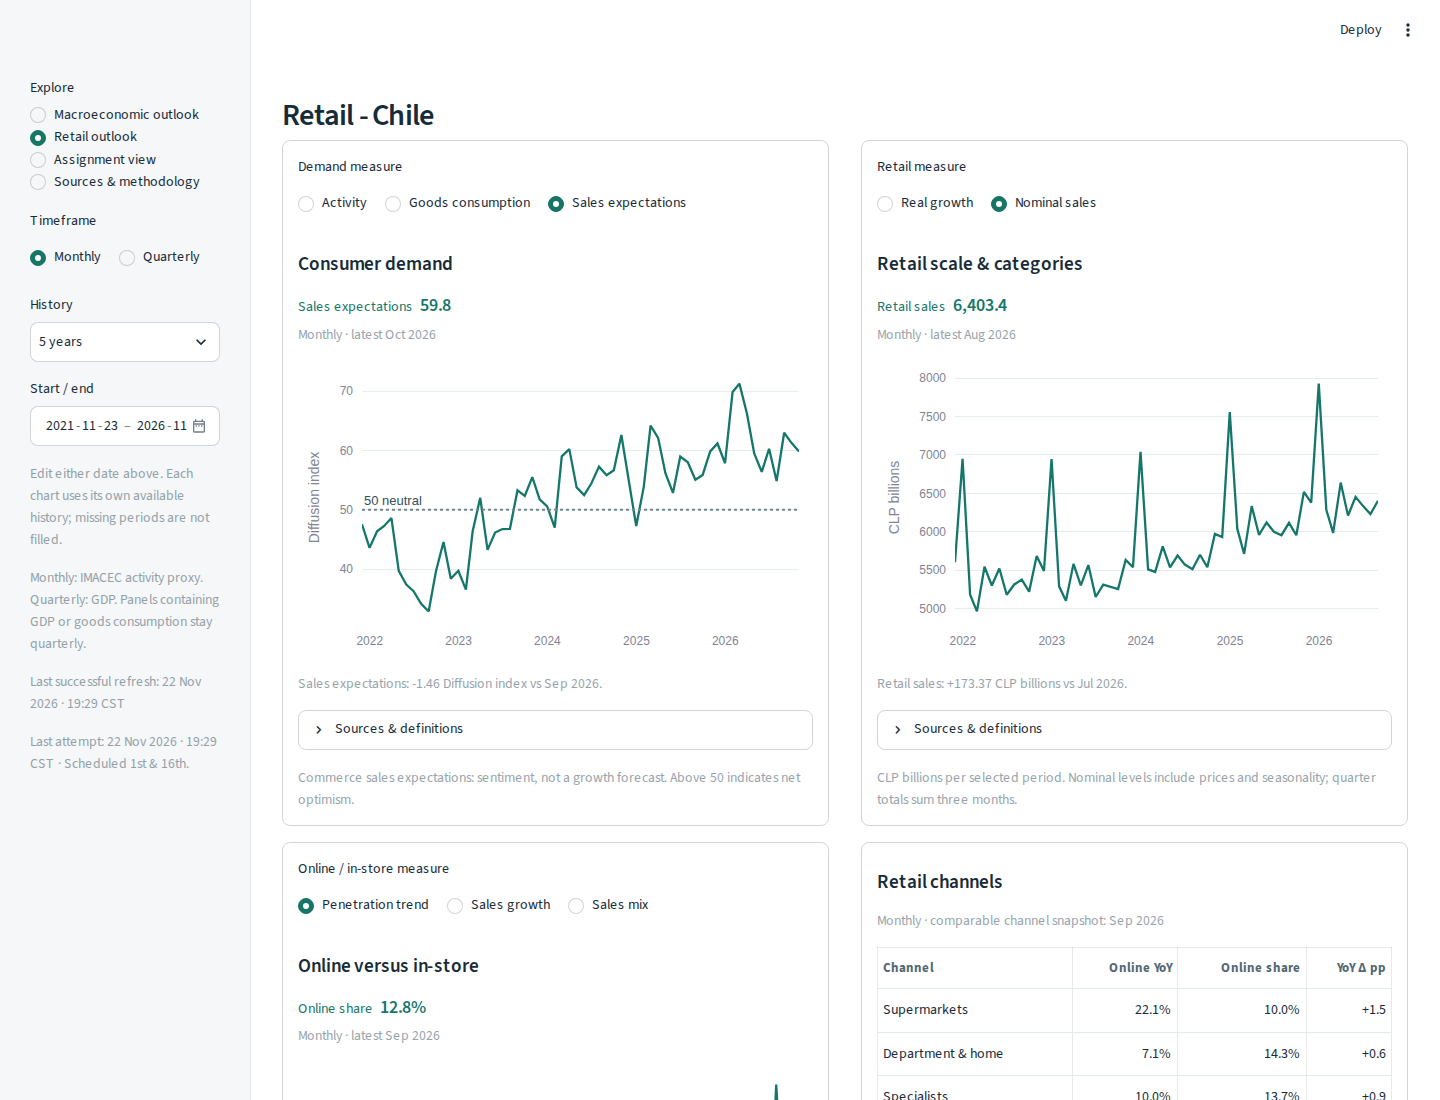 Deploy
Explore
Macroeconomic outlook
Retail outlook
Assignment view
Sources & methodology
Timeframe
Monthly
Quarterly
History
5 years
Start / end
2021-11-23 – 2026-11
Edit either date above. Each
chart uses its own available
history; missing periods are not
filled.
Monthly: IMACEC activity proxy.
Quarterly: GDP. Panels containing
GDP or goods consumption stay
quarterly.
Last successful refresh: 22 Nov
2026 · 19:29 CST
Last attempt: 22 Nov 2026 · 19:29
CST · Scheduled 1st & 16th.
Retail - Chile
Demand measure
Activity
Goods consumption
Sales expectations
Consumer demand
Sales expectations 59.8
Monthly · latest Oct 2026
Diffusion index
70
60
50
40
50 neutral
2022
2023
2024
2025
2026
Sales expectations: -1.46 Diffusion index vs Sep 2026.
Sources & definitions
Commerce sales expectations: sentiment, not a growth forecast. Above 50 indicates net
optimism.
Retail measure
Real growth
Nominal sales
Retail scale & categories
Retail sales 6,403.4
Monthly · latest Aug 2026
CLP billions
8000
7500
7000
6500
6000
5500
5000
2022
2023
2024
2025
2026
Retail sales: +173.37 CLP billions vs Jul 2026.
Sources & definitions
CLP billions per selected period. Nominal levels include prices and seasonality; quarter
totals sum three months.
Online / in-store measure
Penetration trend
Sales growth
Sales mix
Online versus in-store
Online share 12.8%
Monthly · latest Sep 2026
Retail channels
Monthly · comparable channel snapshot: Sep 2026
Channel Online YoY Online share YoY Δ pp
Supermarkets 22.1% 10.0% +1.5
Department & home 7.1% 14.3% +0.6
Specialists 10.0% 13.7% +0.9